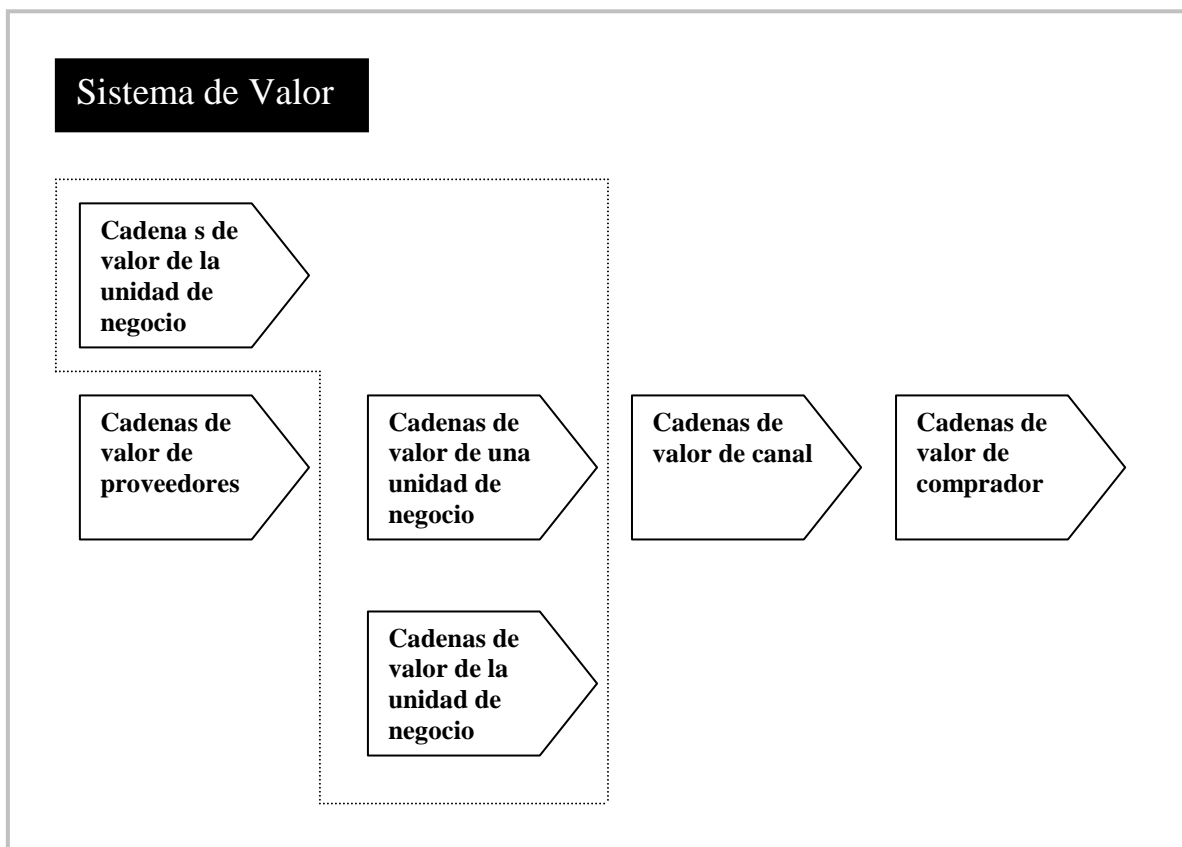 Sistema de Valor
Cadena s de
valor de la
unidad de
negocio
Cadenas de
valor de
proveedores
Cadenas de
valor de una
unidad de
negocio
Cadenas de
valor de canal
Cadenas de
valor de
comprador
Cadenas de
valor de la
unidad de
negocio